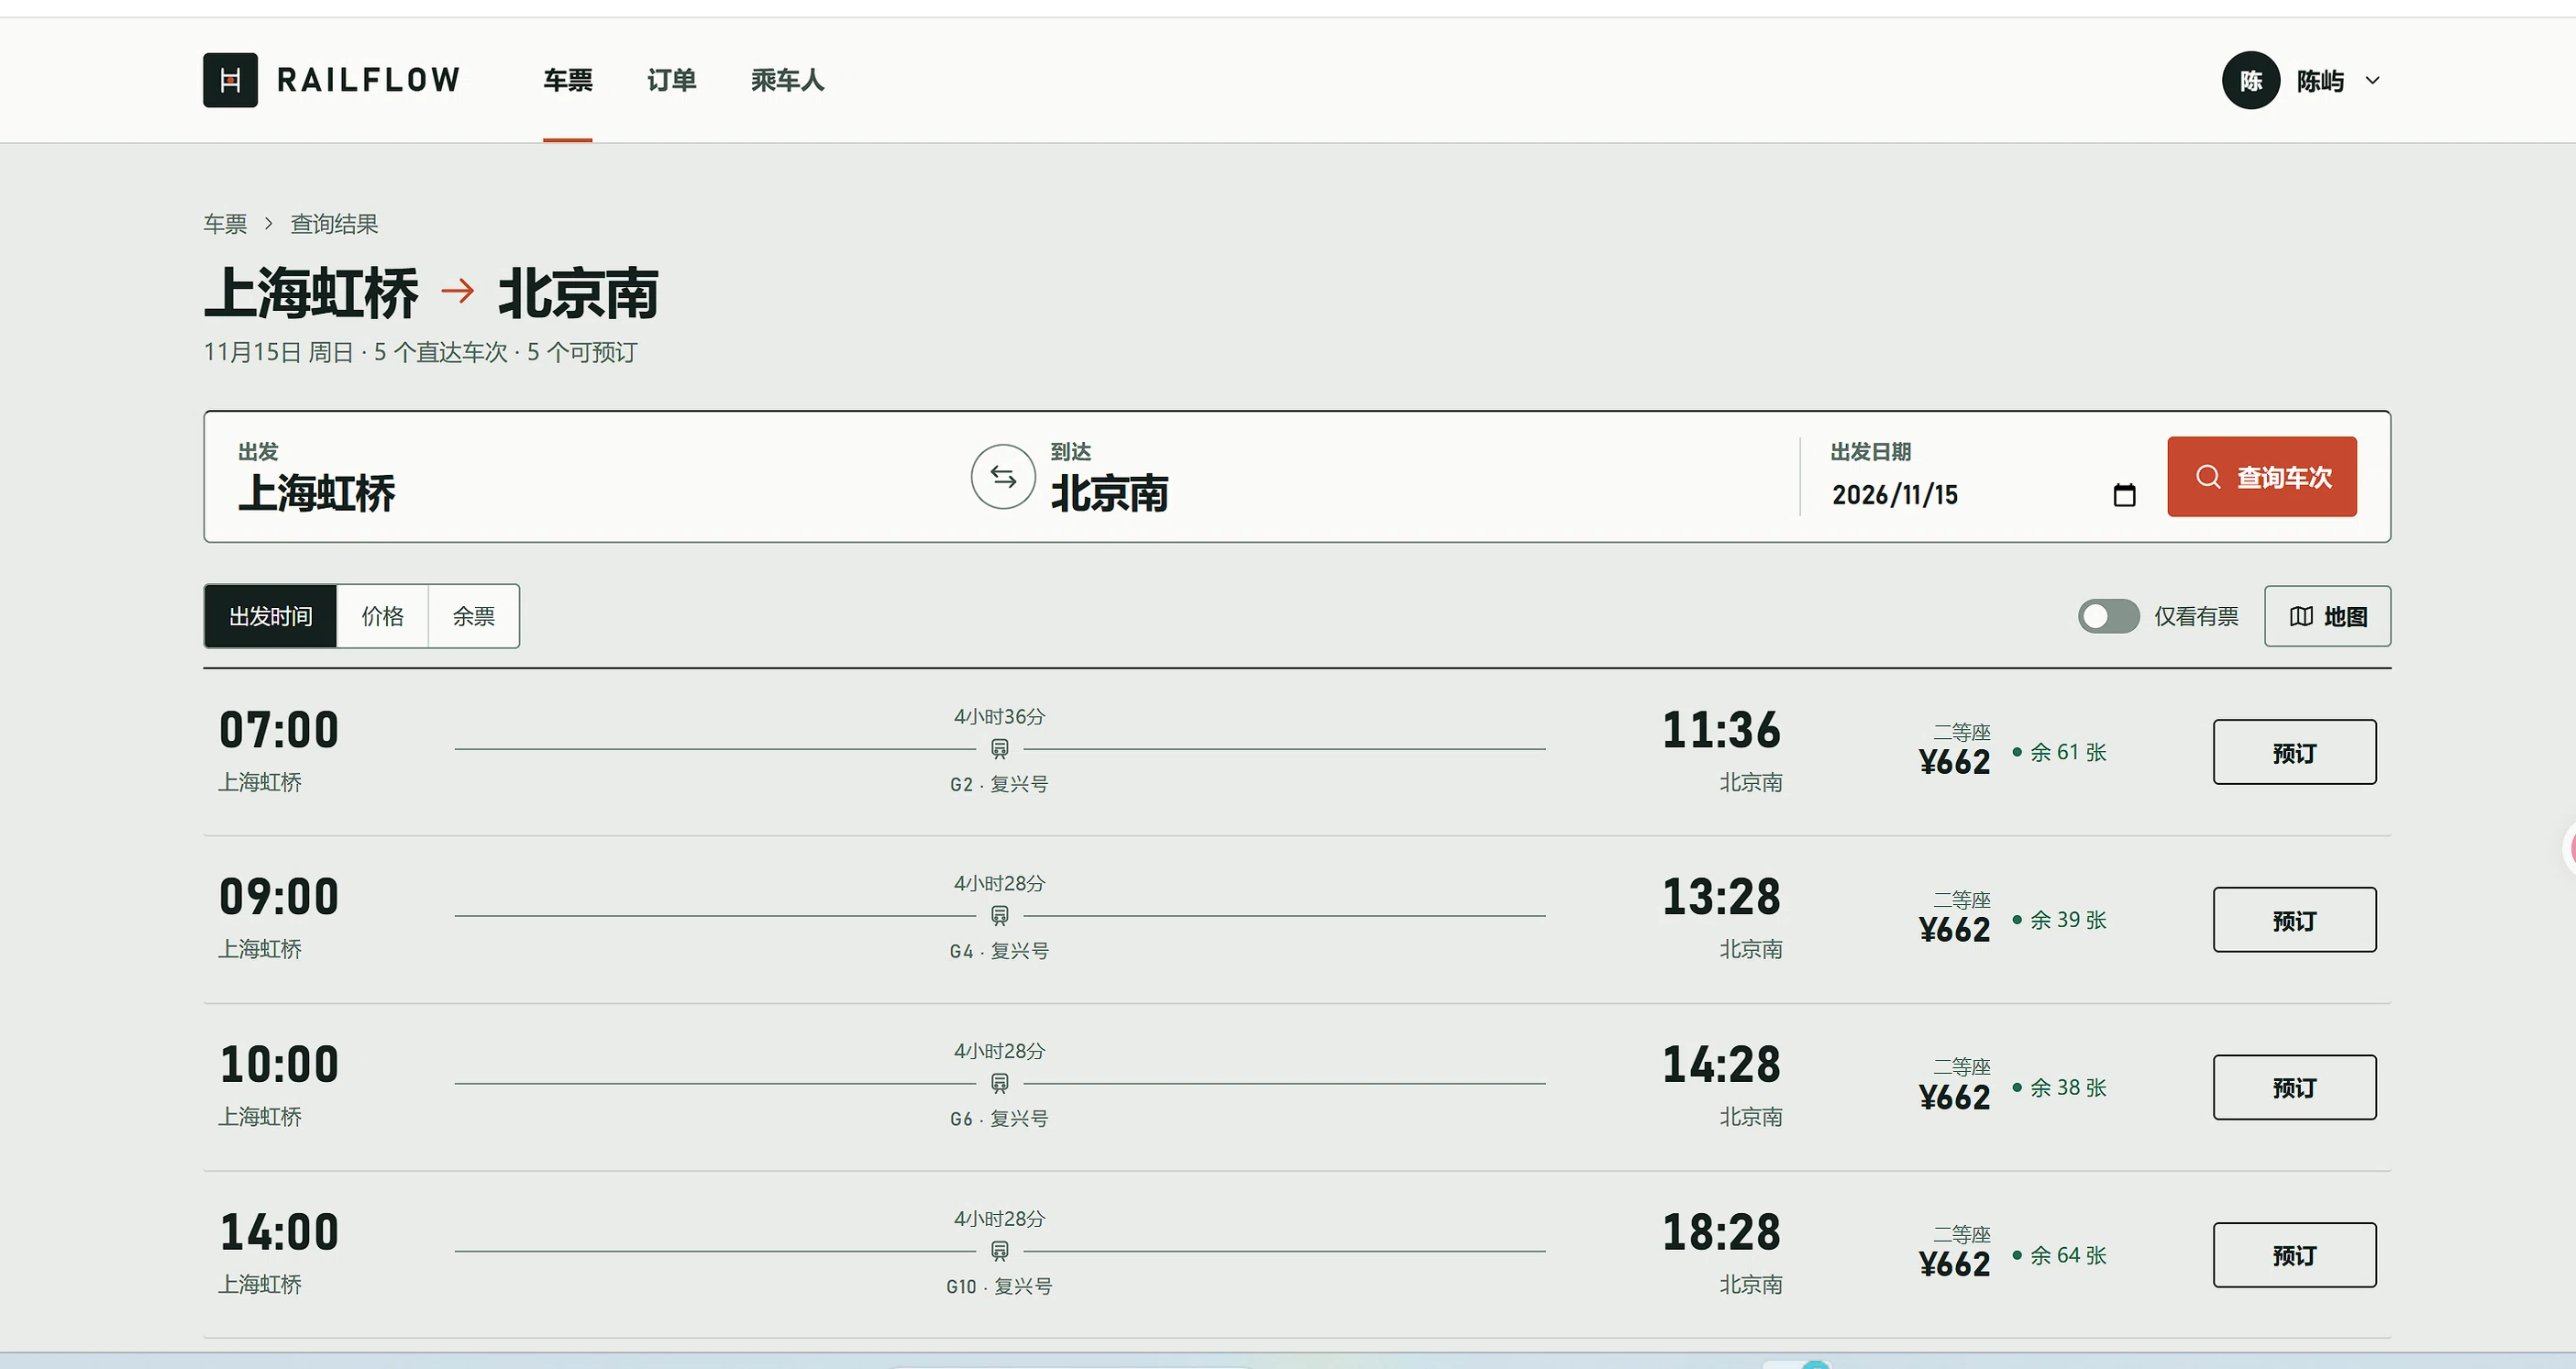 RAILFLOW 车票 订单 乘车人 陈 陈屿
车票 > 查询结果
上海虹桥 → 北京南
11月15日 周日 · 5 个直达车次 · 5 个可预订
出发 到达 出发日期
上海虹桥 北京南 2026/11/15 查询车次
出发时间 价格 余票 仅看有票 地图
4小时36分
07:00 11:36 二等座
¥662 余 61 张 预订
上海虹桥 G2 · 复兴号 北京南
4小时28分
09:00 13:28 二等座
¥662 余 39 张 预订
上海虹桥 G4 · 复兴号 北京南
4小时28分
10:00 14:28 二等座
¥662 余 38 张 预订
上海虹桥 G6 · 复兴号 北京南
4小时28分
14:00 18:28 二等座
¥662 余 64 张 预订
上海虹桥 G10 · 复兴号 北京南